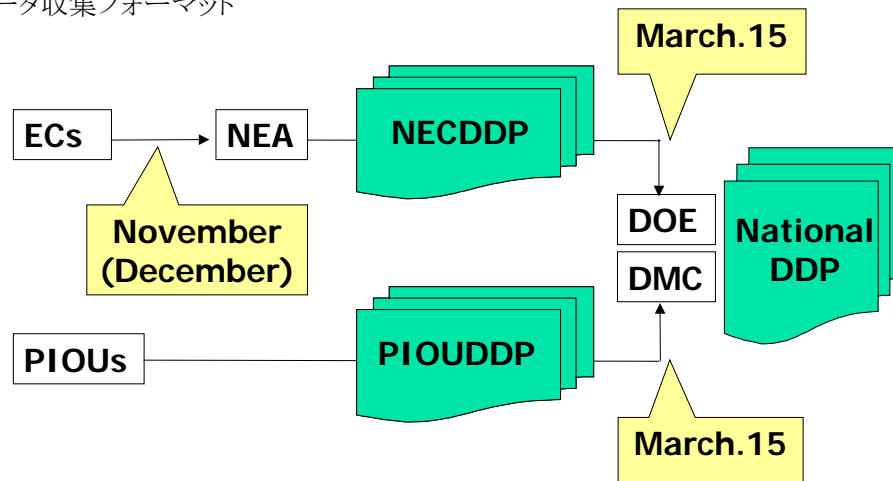 ータ収集フォーマット
March.15
ECs
NEA
NECDDP
November
(December)
DOE
DMC
National
DDP
PIOUs
PIOUDDP
March.15